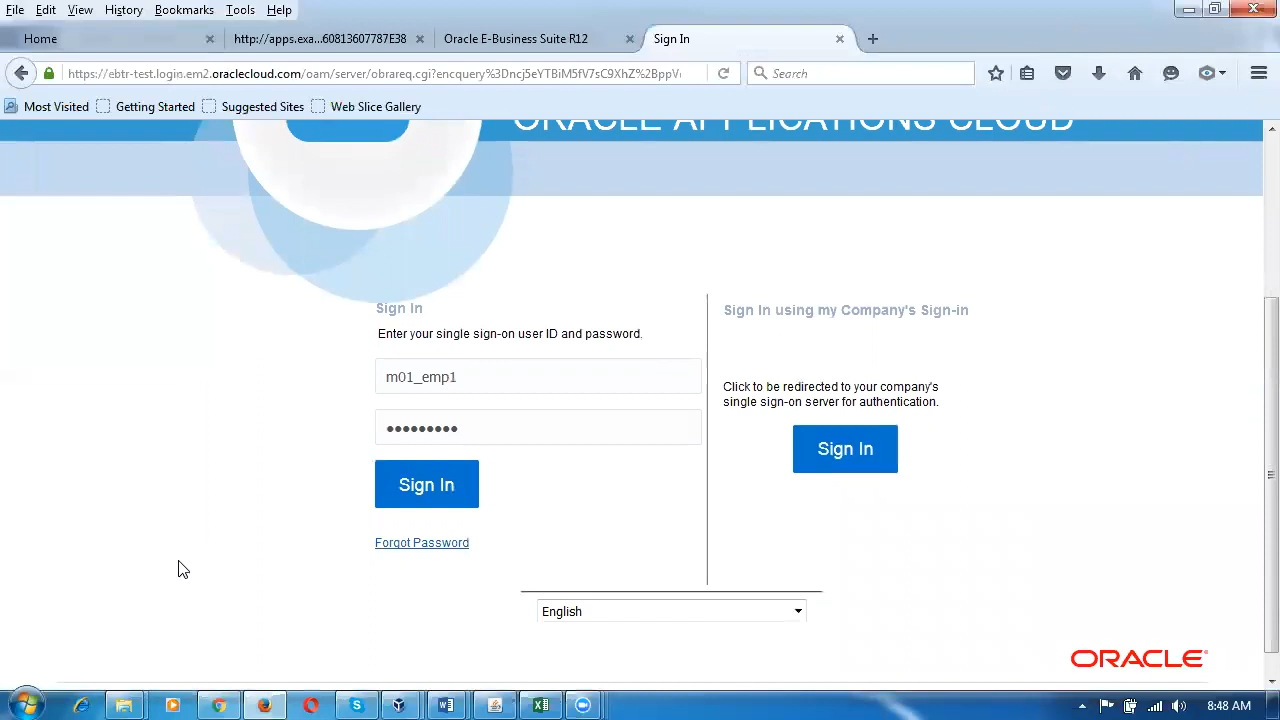 File Edit View History Bookmarks Tools Help
Home
http://apps.exa...60813607787E38
Oracle E-Business Suite R12
Sign In
https://ebtr-test.login.em2.oraclecloud.com/oam/server/obrareq.cgi?encquery%3Dncj5eYTBiM5fV7sC9XhZ%2BppV
Search
Most Visited
Getting Started
Suggested Sites
Web Slice Gallery
ORACLE APPLICATIONS CLOUD
Sign In
Enter your single sign-on user ID and password.
m01_emp1
Sign In
Forgot Password
Sign In using my Company's Sign-in
Click to be redirected to your company's
single sign-on server for authentication.
Sign In
English
ORACLE
8:48 AM